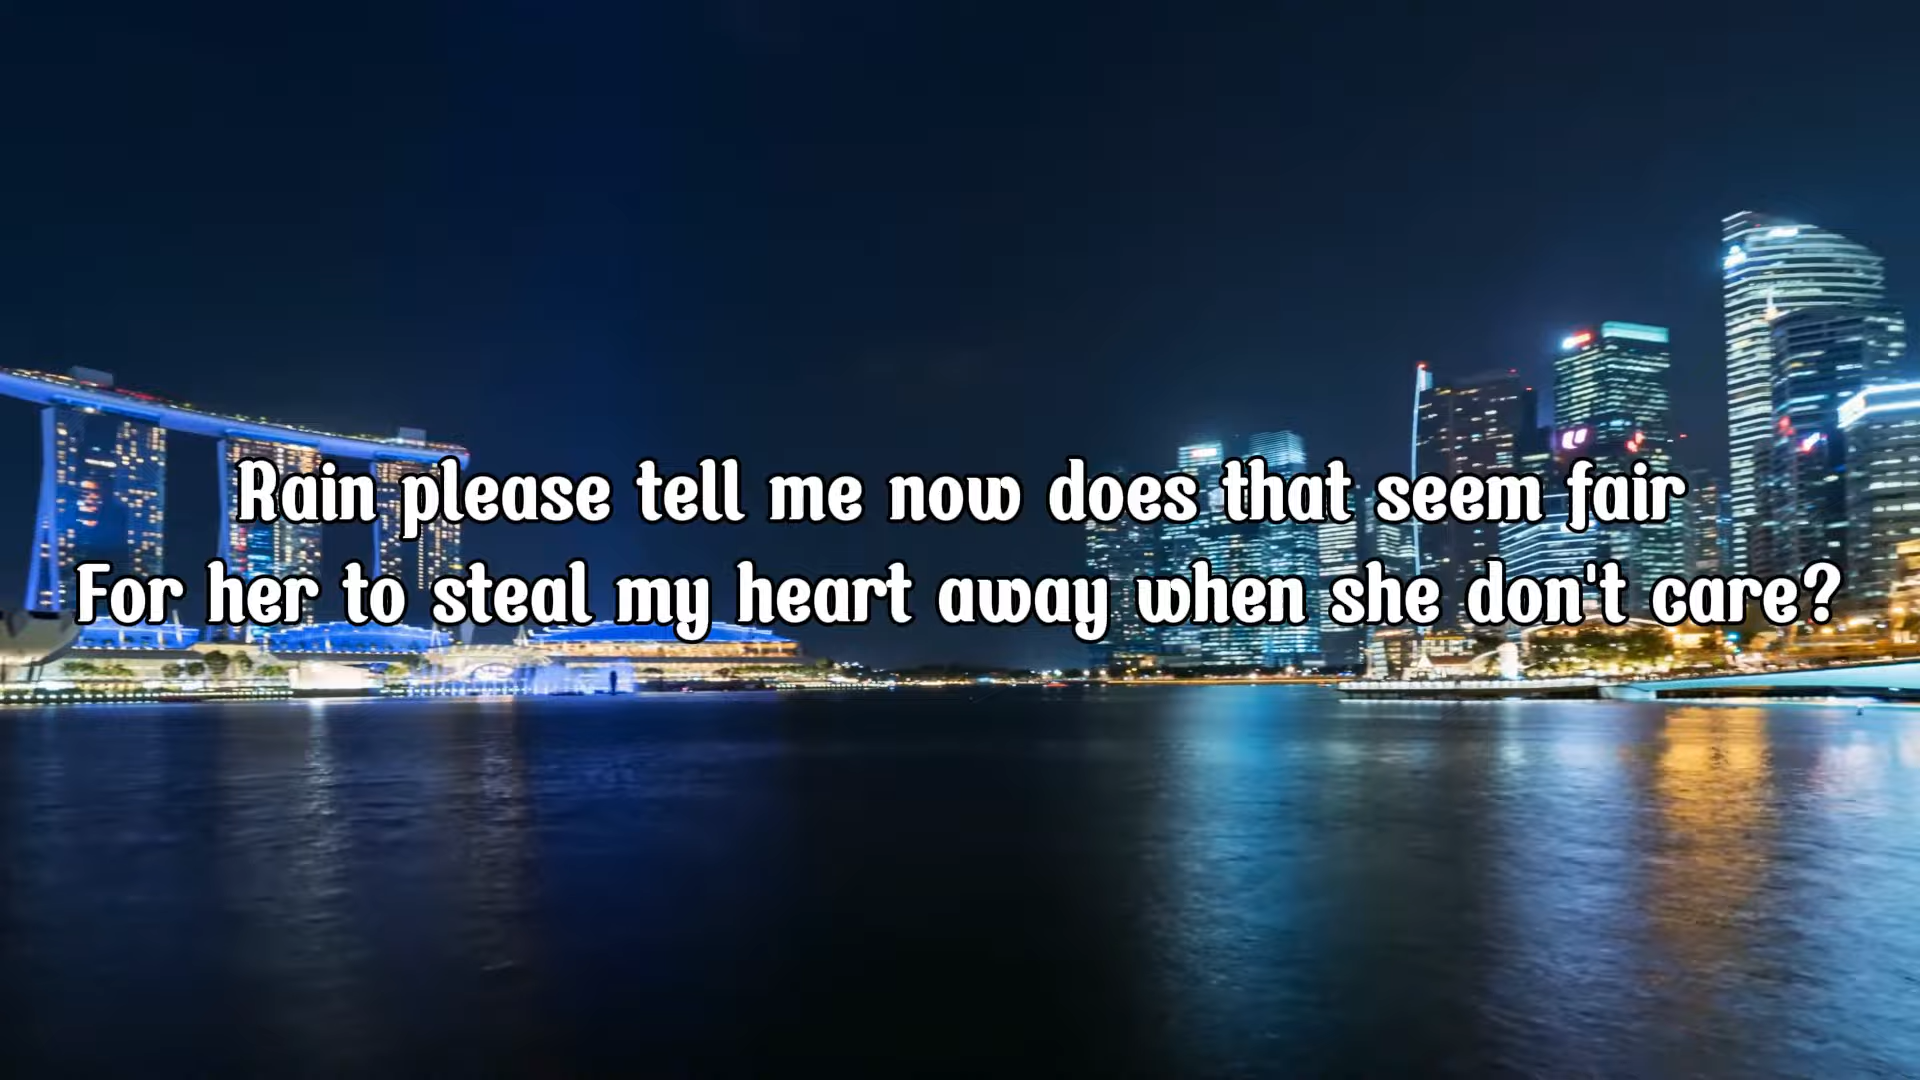 Rain please tell me now does that seem fair
For her to steal my heart away when she don't care?